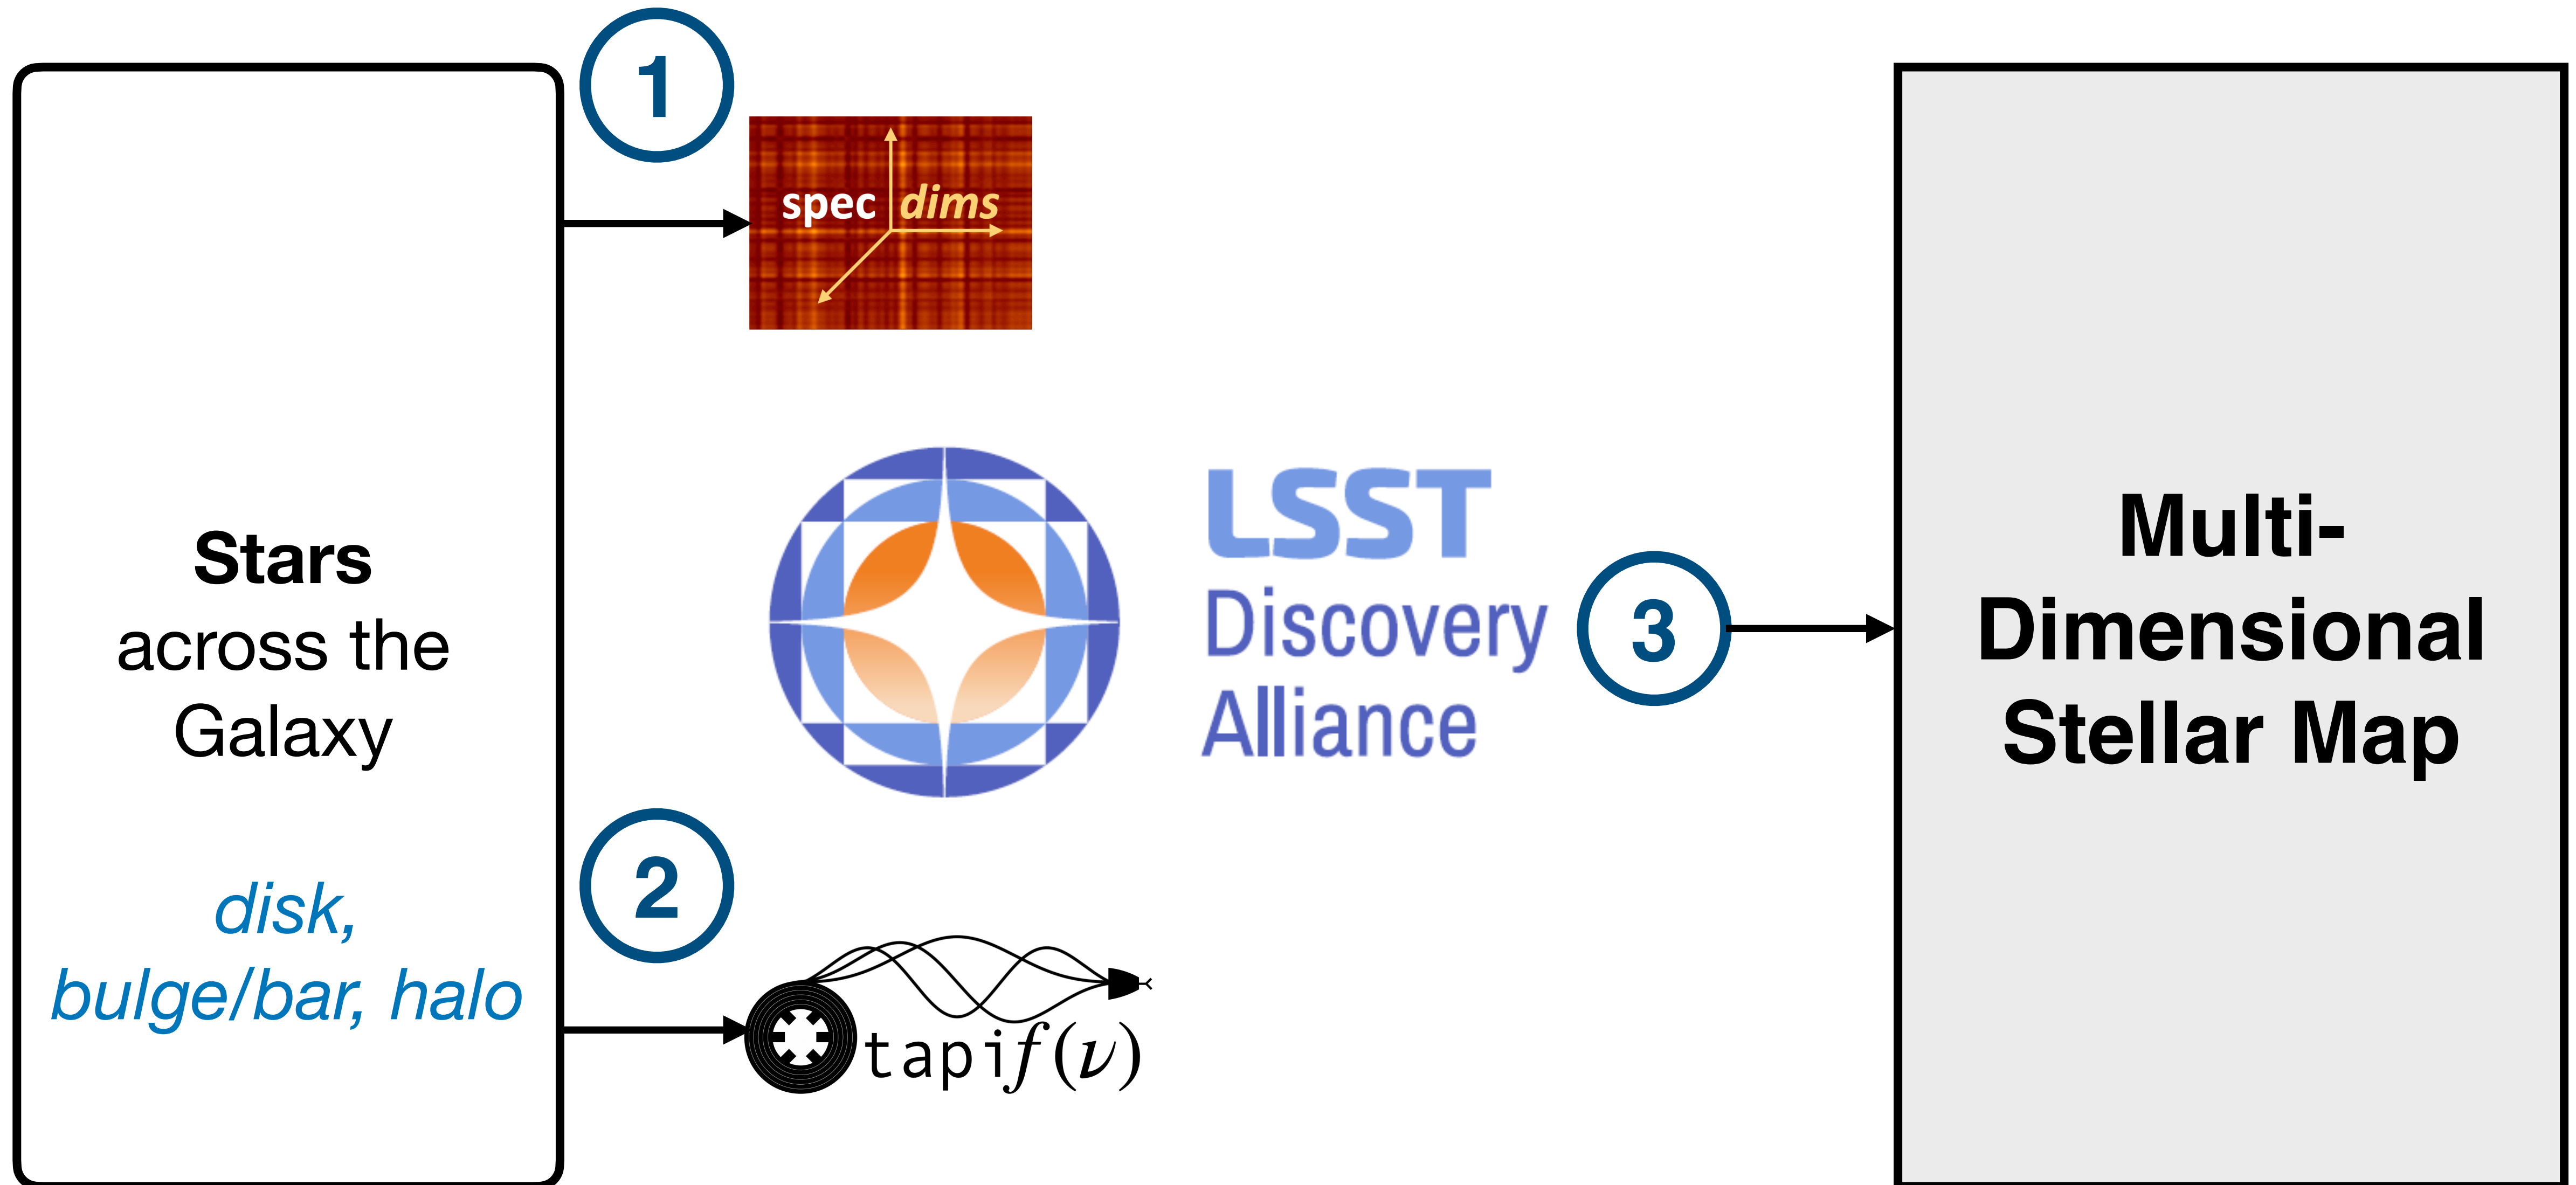 1
spec dims
Stars
across the
Galaxy
disk,
bulge/bar, halo
LSST
Discovery
Alliance
2
tapif(ν)
3
Multi-
Dimensional
Stellar Map